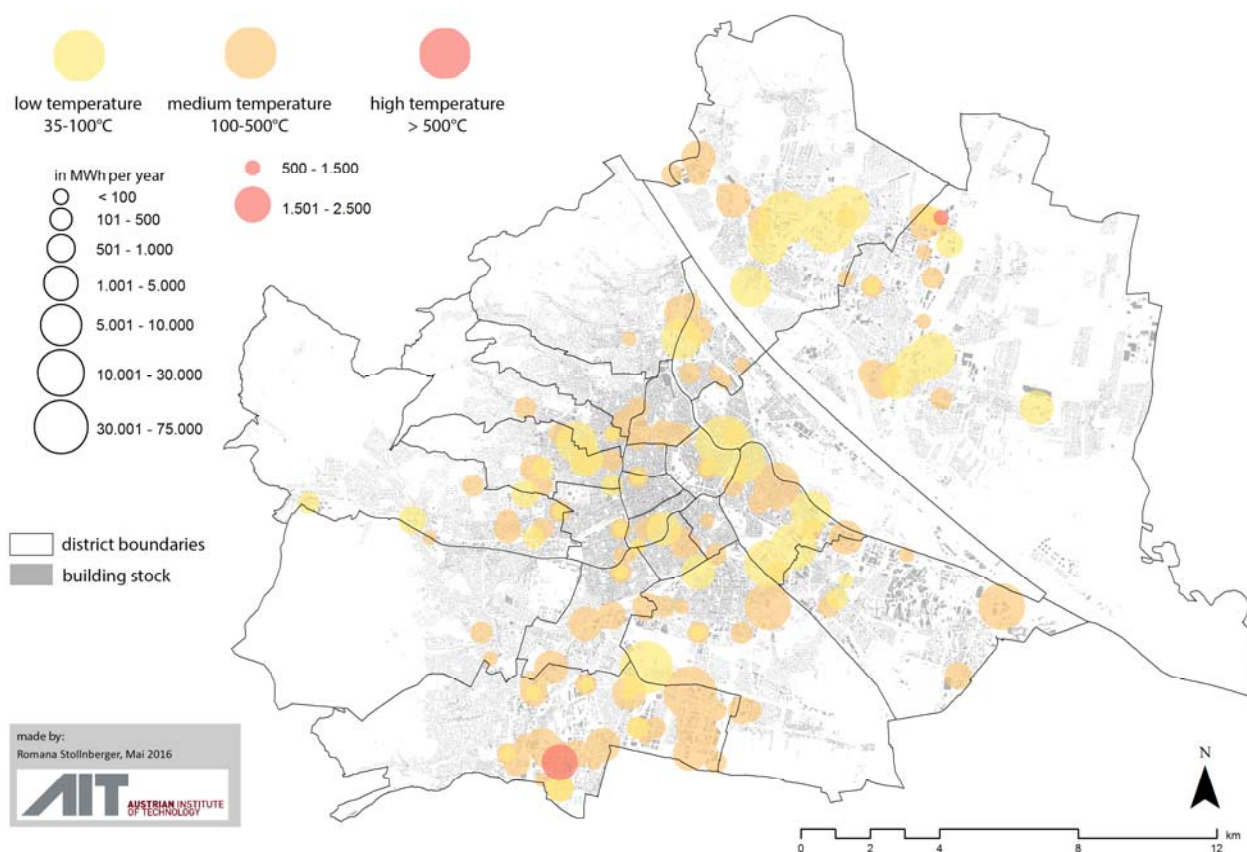 low temperature
35-100°C
medium temperature
100-500°C
high temperature
> 500°C
in MWh per year
< 100
101 - 500
501 - 1.000
1.001 - 5.000
5.001 - 10.000
10.001 - 30.000
30.001 - 75.000
500 - 1.500
1.501 - 2.500
district boundaries
building stock
made by:
Romana Stollnberger, Mai 2016
AIT
AUSTRIAN INSTITUTE
OF TECHNOLOGY
N
km
0 2 4 8 12